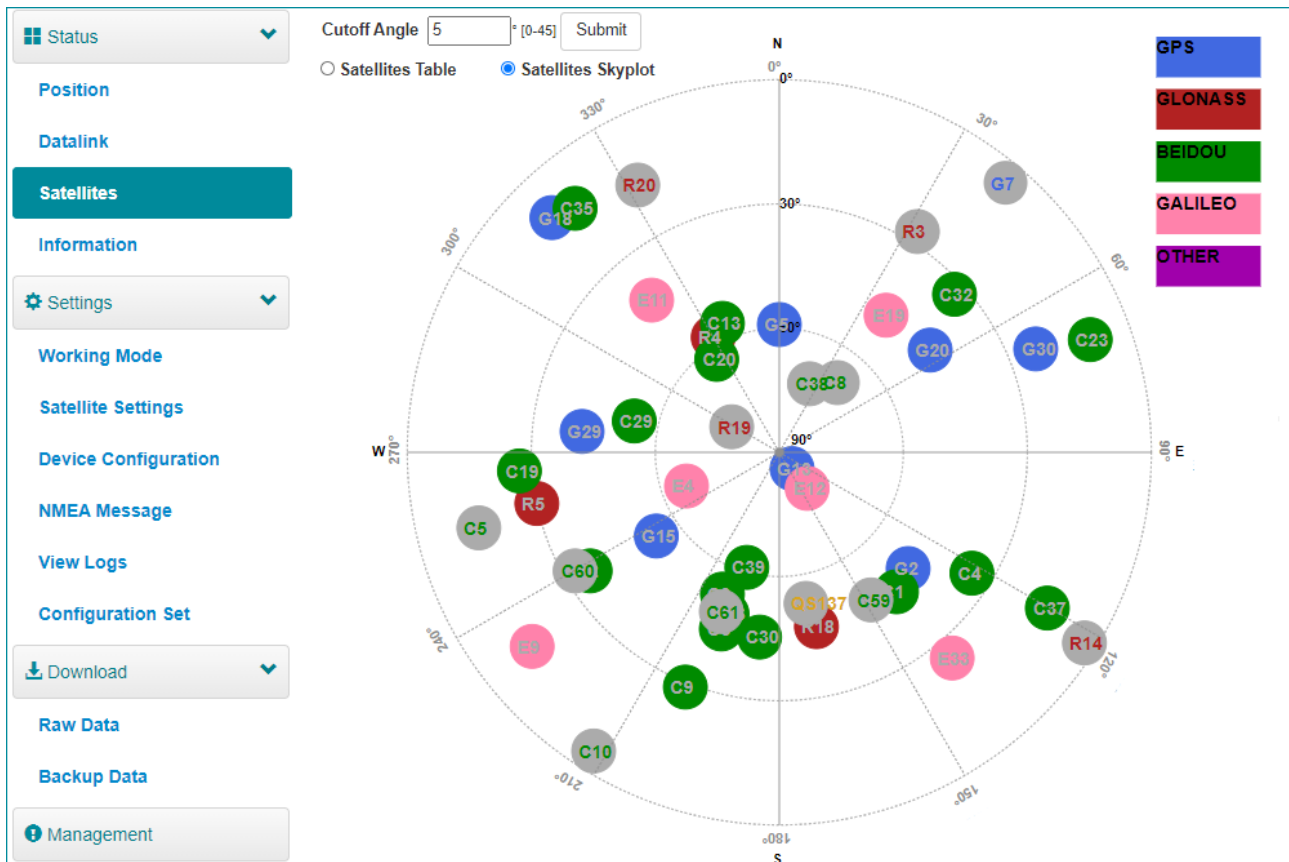 Status
Position
Datalink
Satellites
Information
Settings
Working Mode
Satellite Settings
Device Configuration
NMEA Message
View Logs
Configuration Set
Download
Raw Data
Backup Data
Management
Cutoff Angle 5 ° [0-45] Submit
Satellites Table Satellites Skyplot
N
0°
0°
330°
30°
R20
G7
G18 C35
R3
30°
300°
60°
E11
C32
C13
G5
E19
R4
G20
G30
C23
C20
C38 C8
G29
C29
R19
W
270°
90°
90°
E
C19
E4
E12
R5
C5
G15
C60
C39
G2
C4
C61
QS137
C59
C37
R18
C30
R14
240°
E9
E33
120°
C9
C10
210°
150°
180°
S
GPS
GLONASS
BEIDOU
GALILEO
OTHER